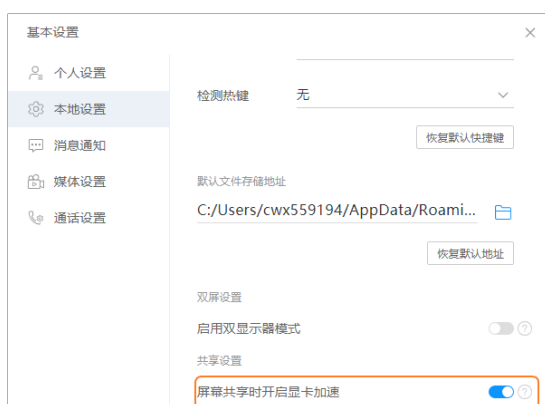 基本设置
个人设置
检测热键 无
本地设置
恢复默认快捷键
消息通知
媒体设置
默认文件存储地址
C:/Users/cwx559194/AppData/Roami...
通话设置
恢复默认地址
双屏设置
启用双显示器模式
共享设置
屏幕共享时开启显卡加速